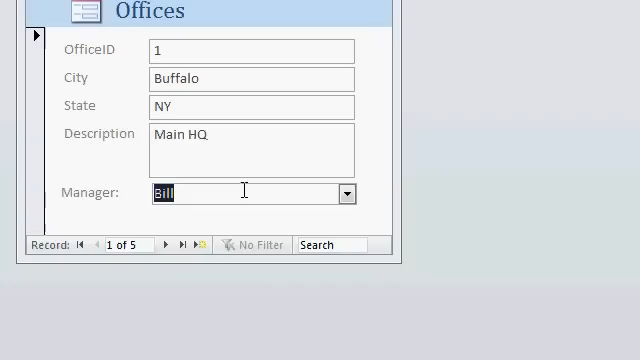 Offices
OfficeID 1
City Buffalo
State NY
Description Main HQ
Manager: Bill
Record: 1 of 5 No Filter Search